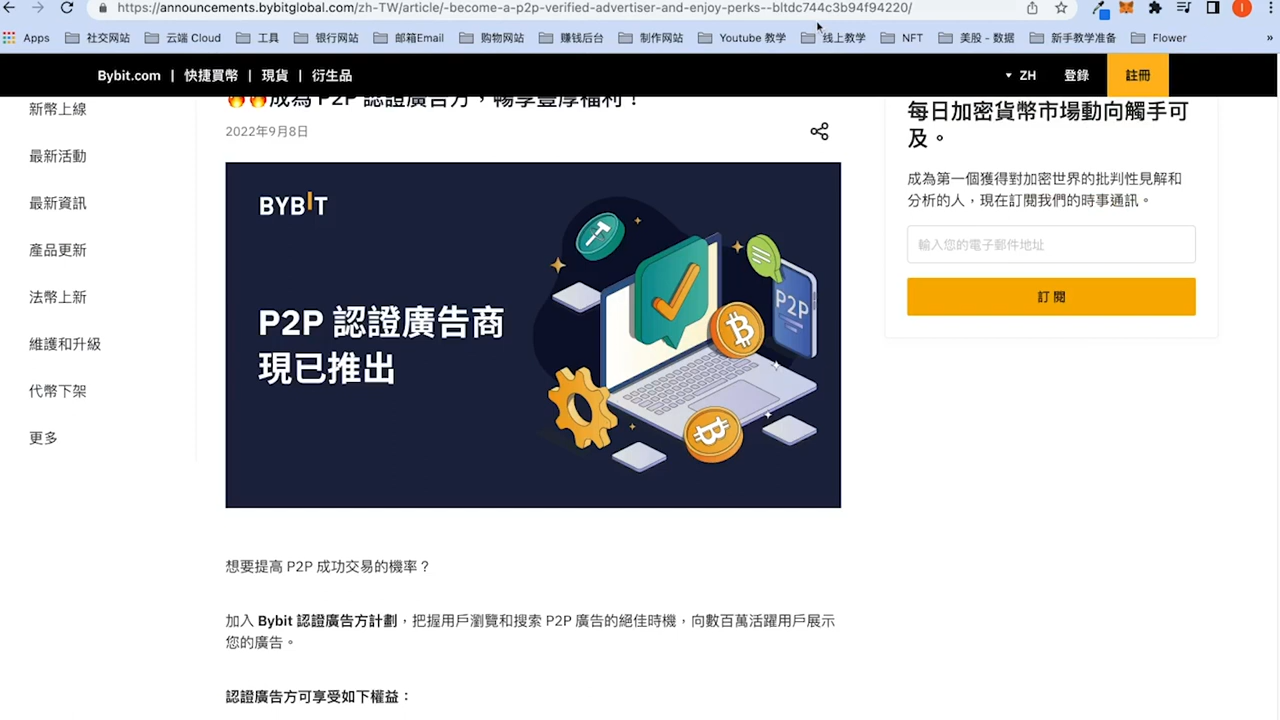 https://announcements.bybitglobal.com/zh-TW/article/-become-a-p2p-verified-advertiser-and-enjoy-perks--bltdc744c3b94f94220/
I
Apps 社交网站 云端 Cloud 工具 银行网站 邮箱Email 购物网站 赚钱后台 制作网站 Youtube 教学 线上教学 NFT 美股 - 数据 新手教学准备 Flower »
Bybit.com | 快捷買幣 | 現貨 | 衍生品 ZH 登錄 註冊
新幣上線
最新活動
最新資訊
產品更新
法幣上新
維護和升級
代幣下架
更多
🔥🔥成為 P2P 認證廣告方，暢享豐厚福利！
2022年9月8日
BYBIT
P2P 認證廣告商
現已推出
P2P
想要提高 P2P 成功交易的機率？
加入 Bybit 認證廣告方計劃，把握用戶瀏覽和搜索 P2P 廣告的絕佳時機，向數百萬活躍用戶展示
您的廣告。
認證廣告方可享受如下權益：
每日加密貨幣市場動向觸手可
及。
成為第一個獲得對加密世界的批判性見解和
分析的人，現在訂閱我們的時事通訊。
輸入您的電子郵件地址
訂閱